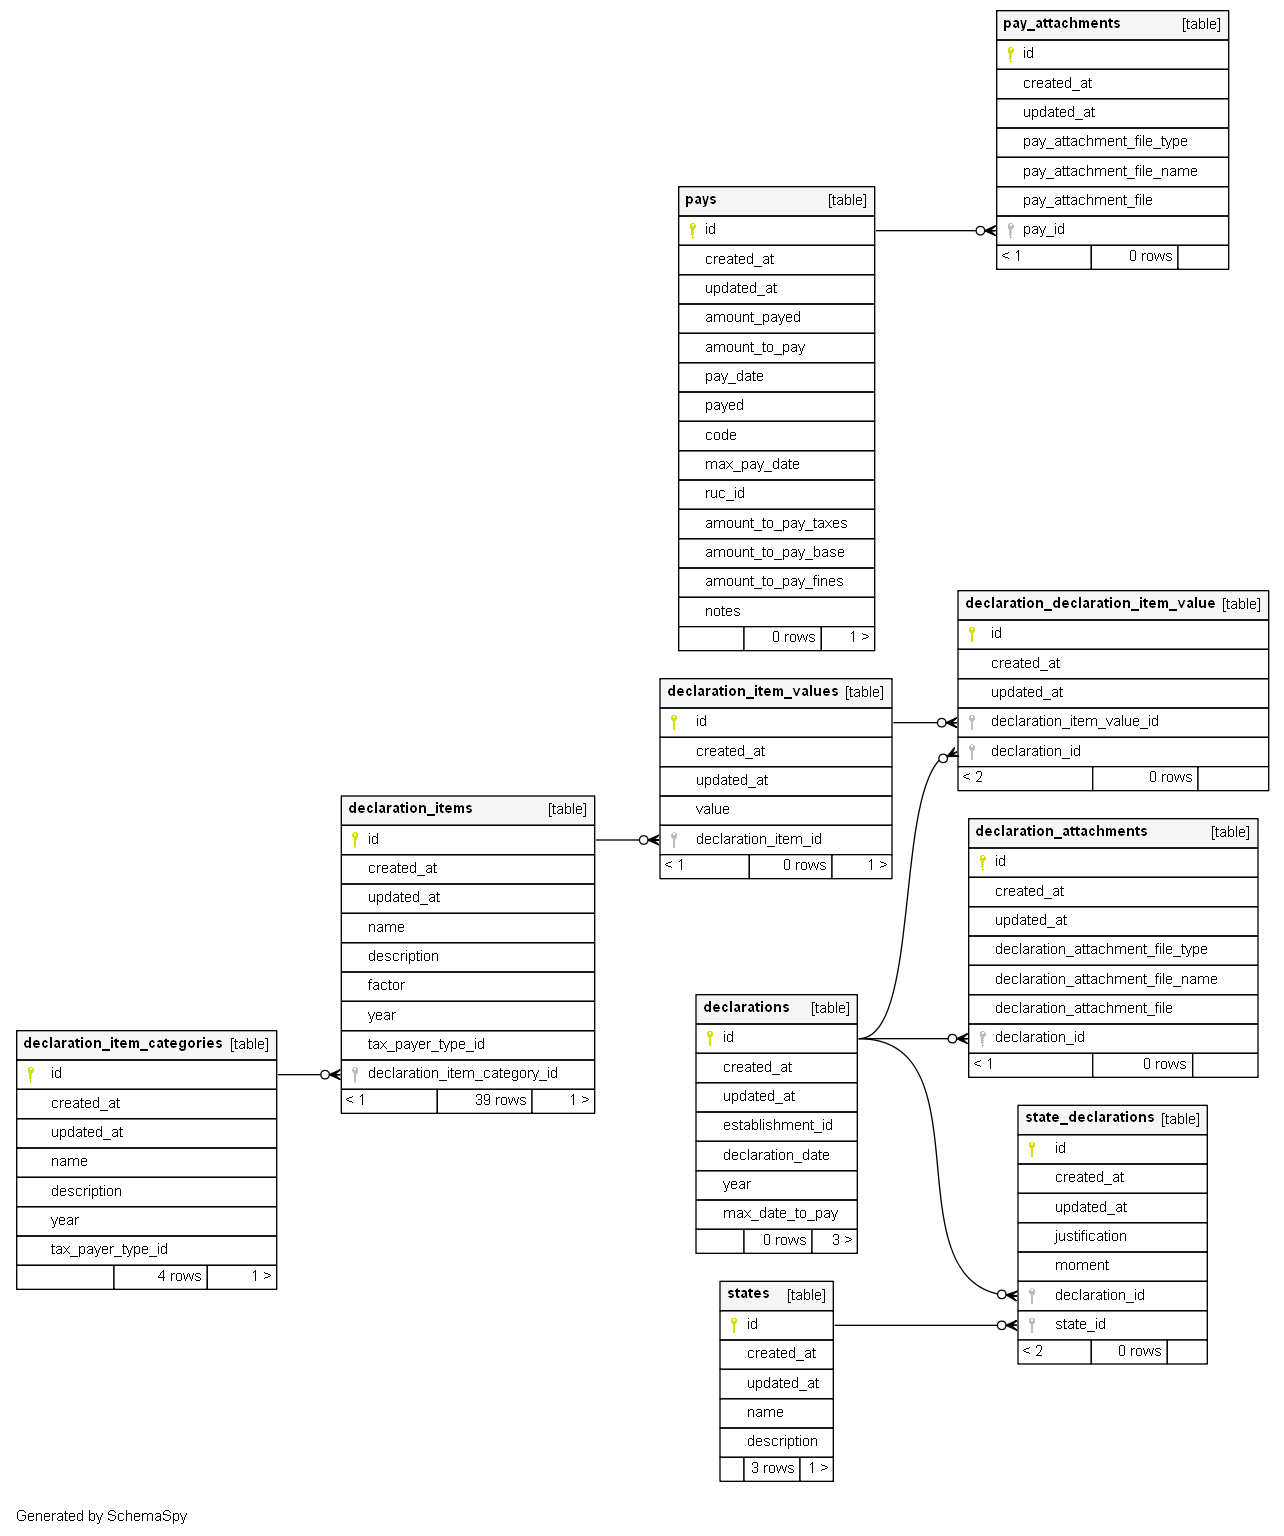 pay_attachments [table]
id
created_at
updated_at
pay_attachment_file_type
pay_attachment_file_name
pay_attachment_file
pay_id
< 1 0 rows
pays [table]
id
created_at
updated_at
amount_payed
amount_to_pay
pay_date
payed
code
max_pay_date
ruc_id
amount_to_pay_taxes
amount_to_pay_base
amount_to_pay_fines
notes
0 rows 1 >
declaration_declaration_item_value [table]
id
created_at
updated_at
declaration_item_value_id
declaration_id
< 2 0 rows
declaration_item_values [table]
id
created_at
updated_at
value
declaration_item_id
< 1 0 rows 1 >
declaration_items [table]
id
created_at
updated_at
name
description
factor
year
tax_payer_type_id
declaration_item_category_id
< 1 39 rows 1 >
declaration_attachments [table]
id
created_at
updated_at
declaration_attachment_file_type
declaration_attachment_file_name
declaration_attachment_file
declaration_id
< 1 0 rows
declarations [table]
id
created_at
updated_at
establishment_id
declaration_date
year
max_date_to_pay
0 rows 3 >
declaration_item_categories [table]
id
created_at
updated_at
name
description
year
tax_payer_type_id
4 rows 1 >
state_declarations [table]
id
created_at
updated_at
justification
moment
declaration_id
state_id
< 2 0 rows
states [table]
id
created_at
updated_at
name
description
3 rows 1 >
Generated by SchemaSpy